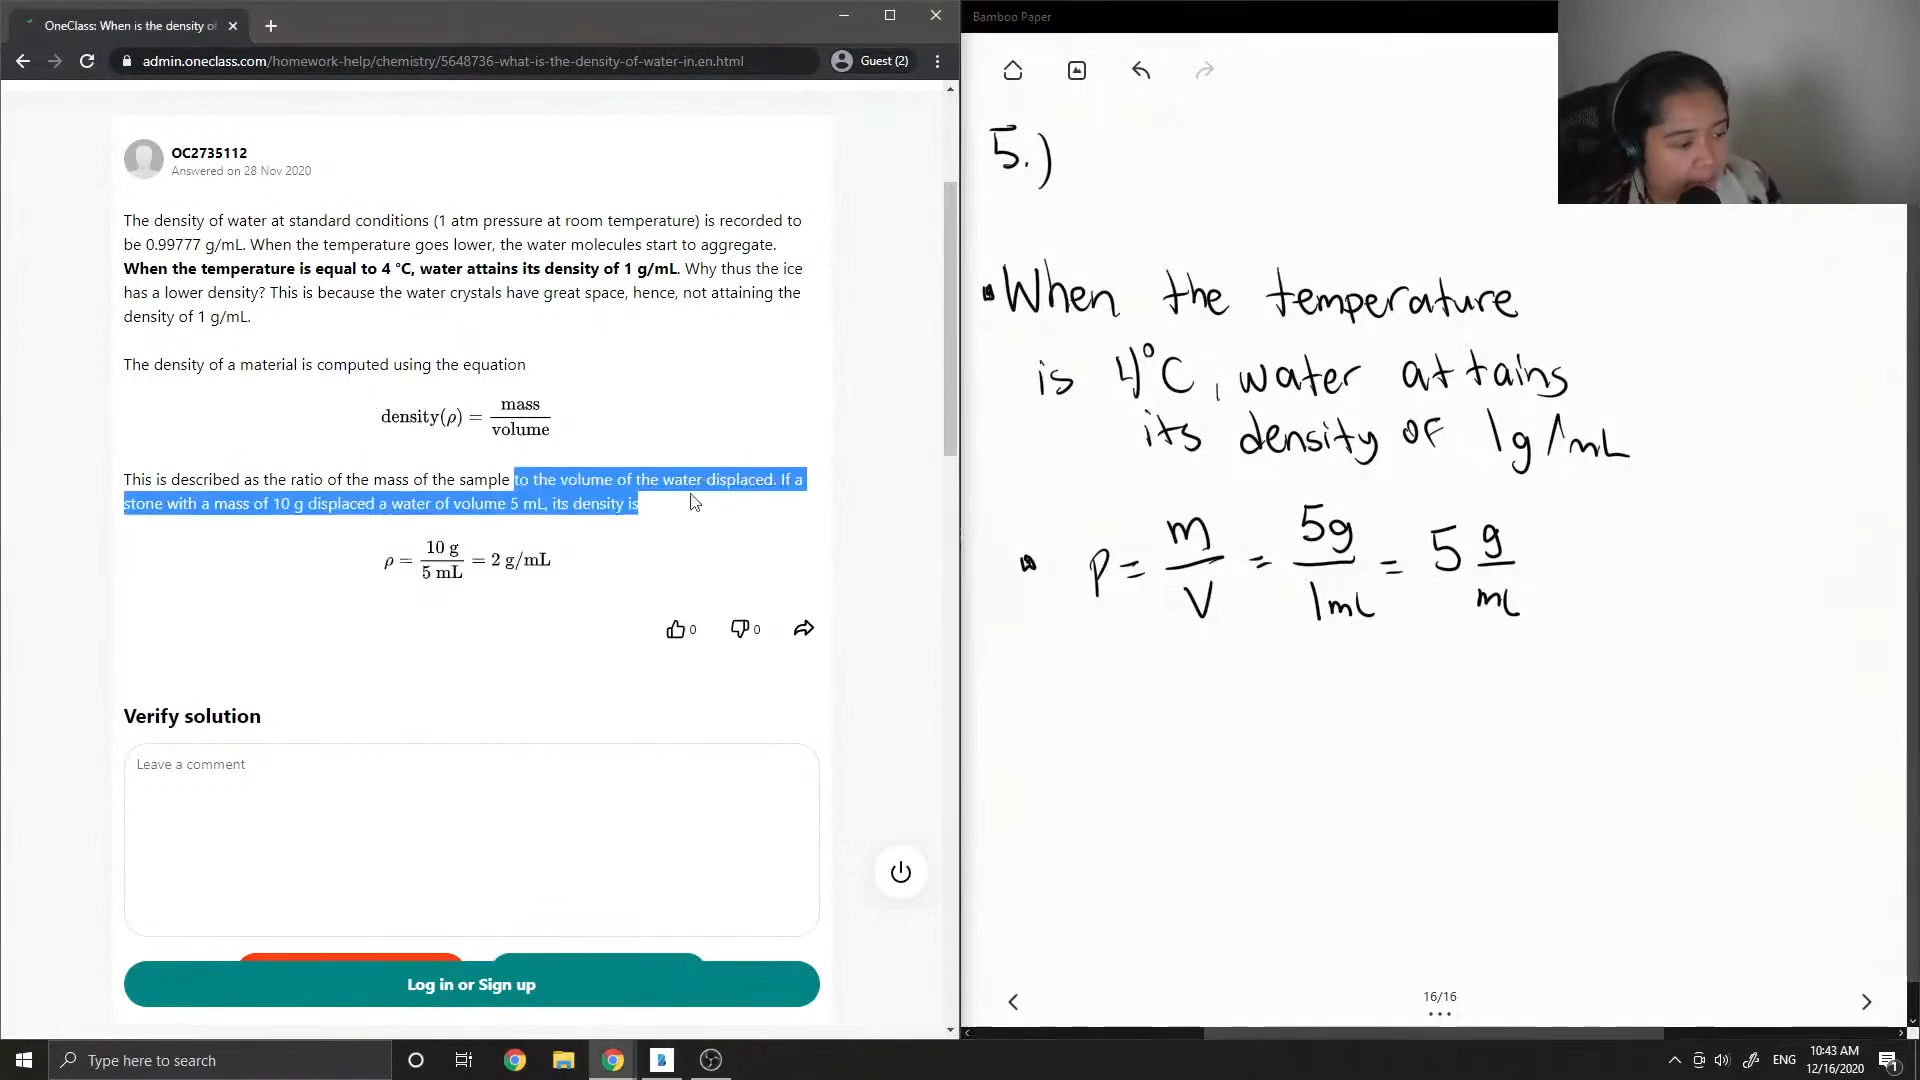 OneClass: When is the density of
admin.oneclass.com/homework-help/chemistry/5648736-what-is-the-density-of-water-in.en.html
Guest (2)
OC2735112
Answered on 28 Nov 2020
The density of water at standard conditions (1 atm pressure at room temperature) is recorded to
be 0.99777 g/mL. When the temperature goes lower, the water molecules start to aggregate.
When the temperature is equal to 4 °C, water attains its density of 1 g/mL. Why thus the ice
has a lower density? This is because the water crystals have great space, hence, not attaining the
density of 1 g/mL.
The density of a material is computed using the equation
density(ρ) = mass / volume
This is described as the ratio of the mass of the sample to the volume of the water displaced. If a
stone with a mass of 10 g displaced a water of volume 5 mL, its density is
ρ = 10 g / 5 mL = 2 g/mL
0 0
Verify solution
Leave a comment
Log in or Sign up
Bamboo Paper
5.)
When the temperature
is 4°C, water attains
its density of 1g/mL
ρ = m / V = 5g / 1mL = 5 g / mL
16/16
Type here to search
ENG
10:43 AM
12/16/2020
1